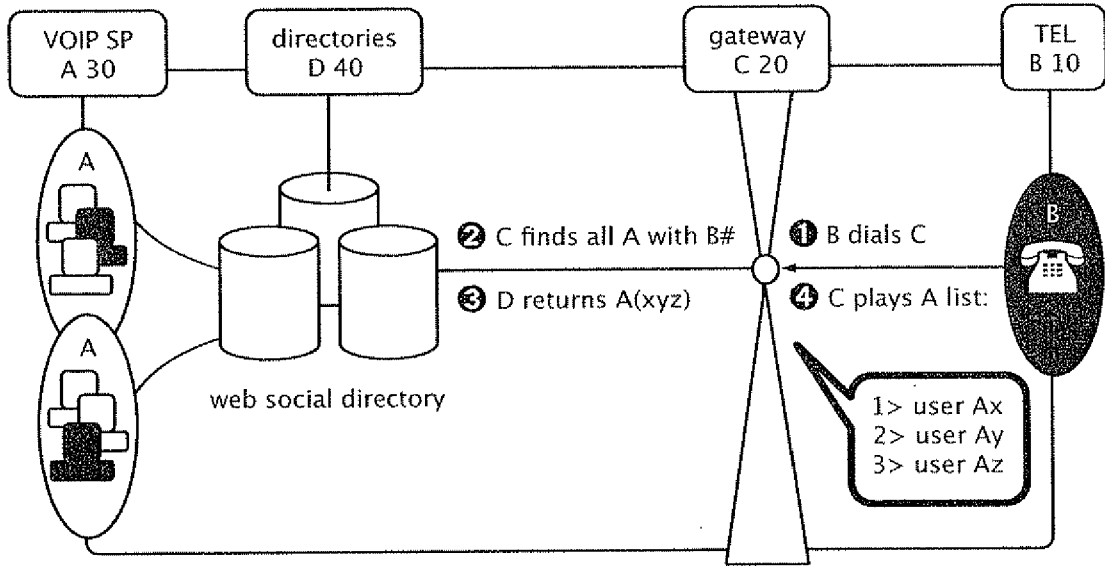 VOIP SP
A 30
directories
D 40
gateway
C 20
TEL
B 10
A
B
❷ C finds all A with B#
❶ B dials C
❸ D returns A(xyz)
❹ C plays A list:
A
web social directory
1> user Ax
2> user Ay
3> user Az